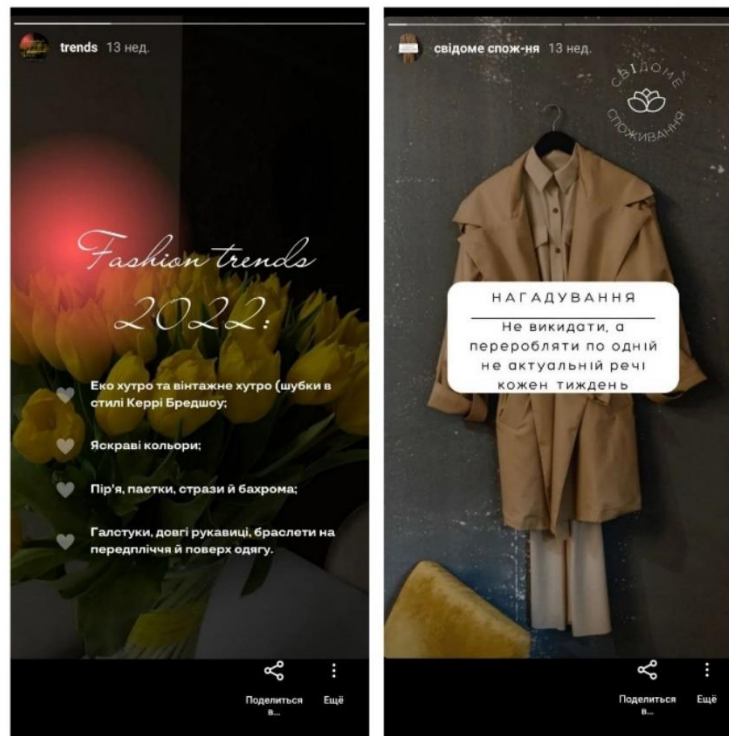 trends 13 нед.
Fashion trends
2022:
Еко хутро та вінтажне хутро (шубки в
стилі Керрі Бредшоу;
Яскраві кольори;
Пір'я, паєтки, стрази й бахрома;
Галстуки, довгі рукавиці, браслети на
передпліччя й поверх одягу.
Поделиться Ещё
в...
свідоме спож-ня 13 нед.
СВІДОМЕ
СПОЖИВАННЯ
НАГАДУВАННЯ
Не викидати, а
переробляти по одній
не актуальній речі
кожен тиждень
Поделиться Ещё
в...